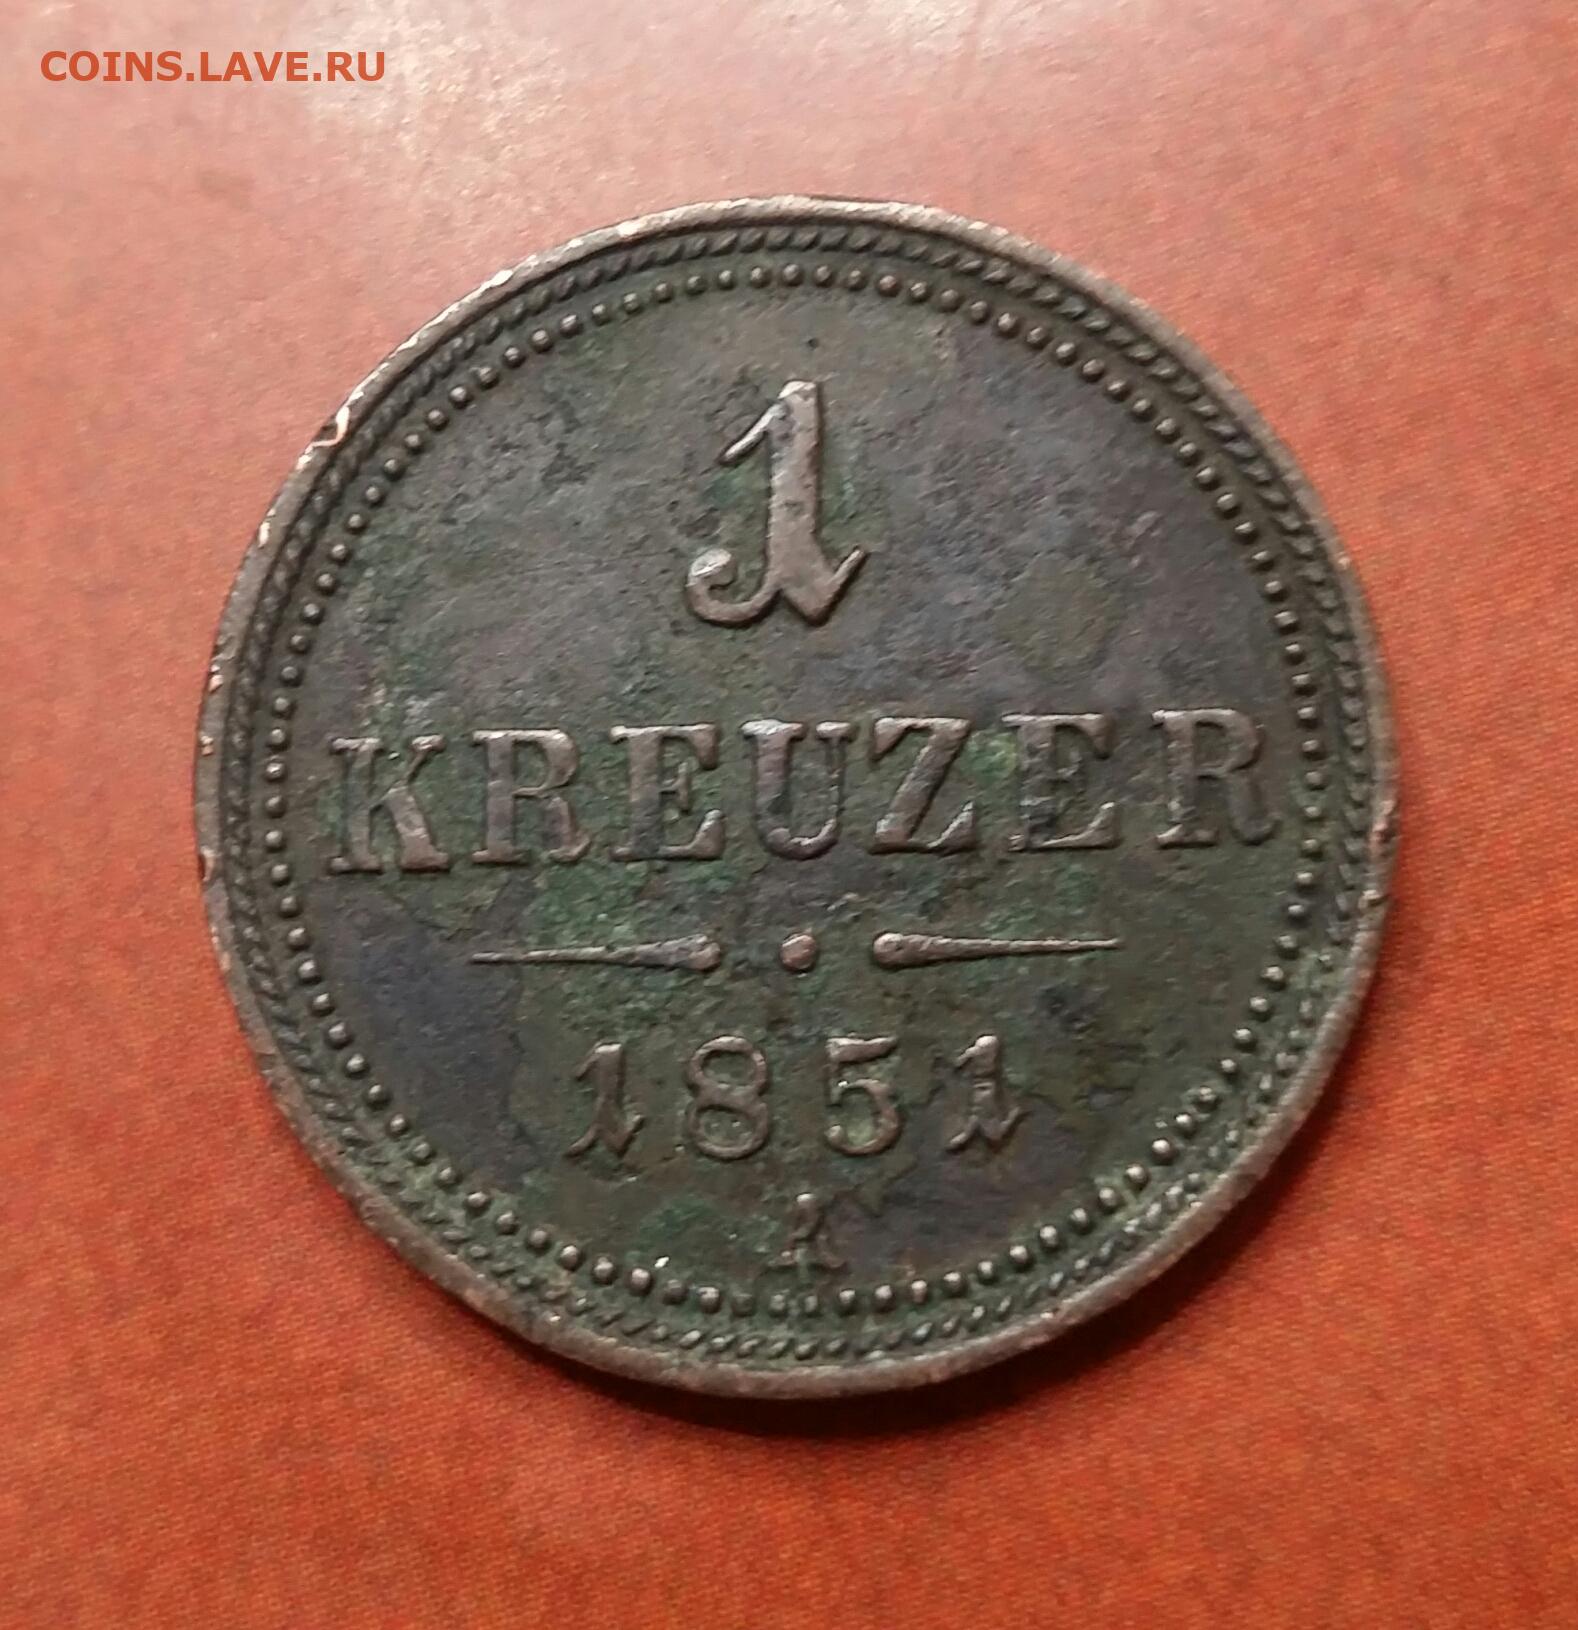 COINS.LAVE.RU
1
KREUZER
1851
A